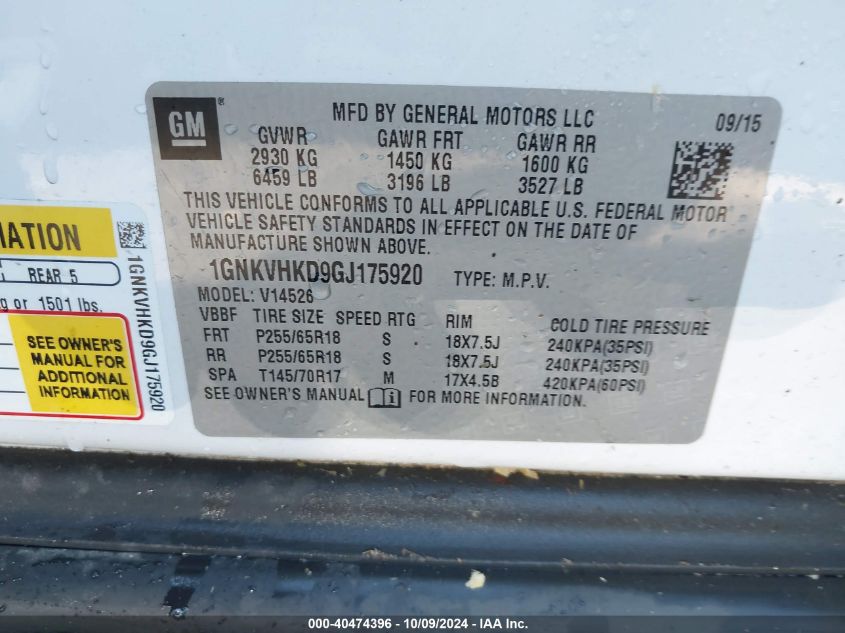 GM ®
MFD BY GENERAL MOTORS LLC
09/15
GVWR GAWR FRT GAWR RR
2930 KG 1450 KG 1600 KG
6459 LB 3196 LB 3527 LB
THIS VEHICLE CONFORMS TO ALL APPLICABLE U.S. FEDERAL MOTOR
VEHICLE SAFETY STANDARDS IN EFFECT ON THE DATE OF
MANUFACTURE SHOWN ABOVE.
1GNKVHKD9GJ175920 TYPE: M.P.V.
MODEL: V14526
VBBF TIRE SIZE SPEED RTG RIM COLD TIRE PRESSURE
FRT P255/65R18 S 18X7.5J 240KPA(35PSI)
RR P255/65R18 S 18X7.5J 240KPA(35PSI)
SPA T145/70R17 M 17X4.5B 420KPA(60PSI)
SEE OWNER'S MANUAL FOR MORE INFORMATION.
MATION
REAR 5
g or 1501 lbs.
SEE OWNER'S
MANUAL FOR
ADDITIONAL
INFORMATION
1GNKVHKD9GJ175920
000-40474396 - 10/09/2024 - IAA Inc.